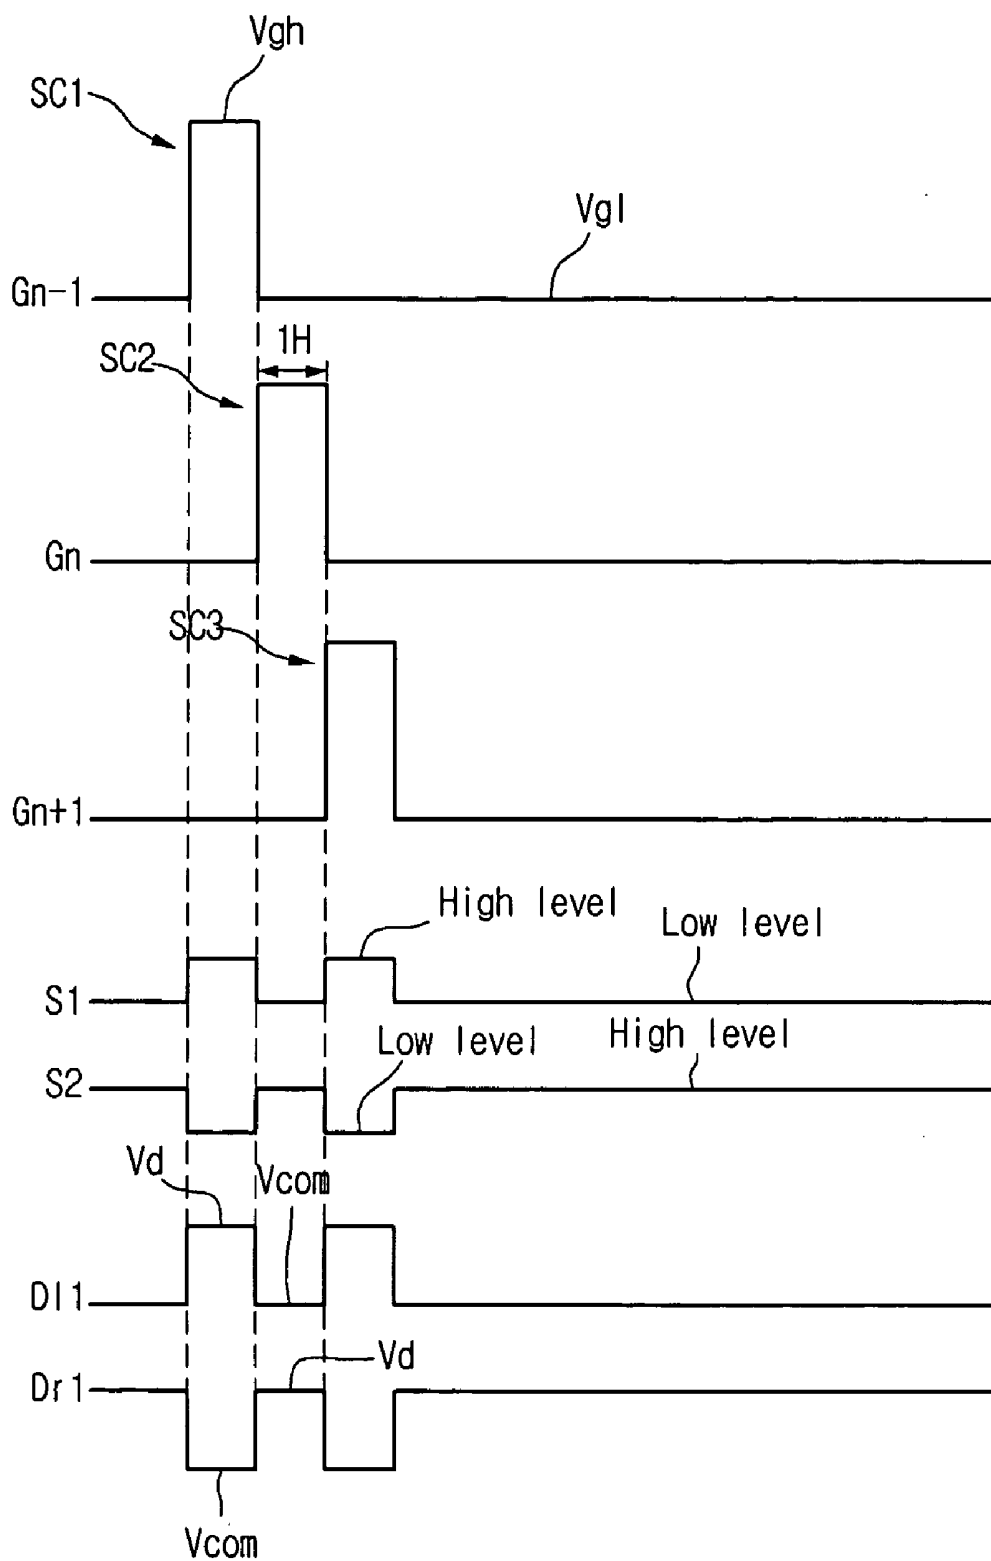 Vgh
SC1
Vgl
Gn-1
1H
SC2
Gn
SC3
Gn+1
High level
Low level
S1
Low level
High level
S2
Vd
Vcom
Dl1
Vd
Dr1
Vcom